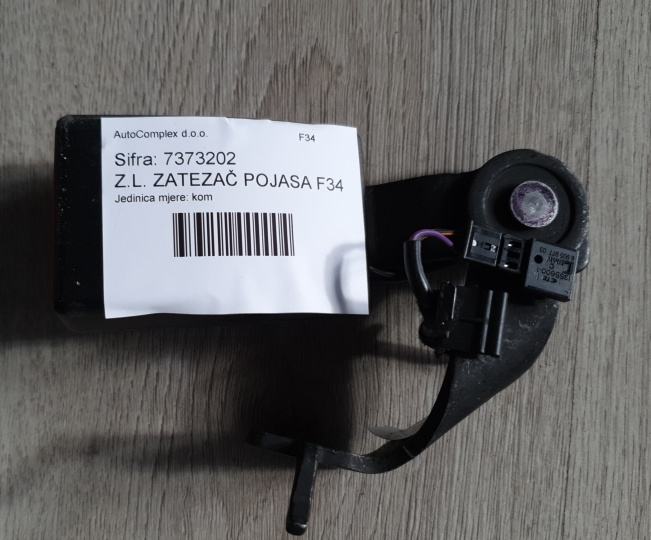 AutoComplex d.o.o. F34
Sifra: 7373202
Z.L. ZATEZAČ POJASA F34
Jedinica mjere: kom